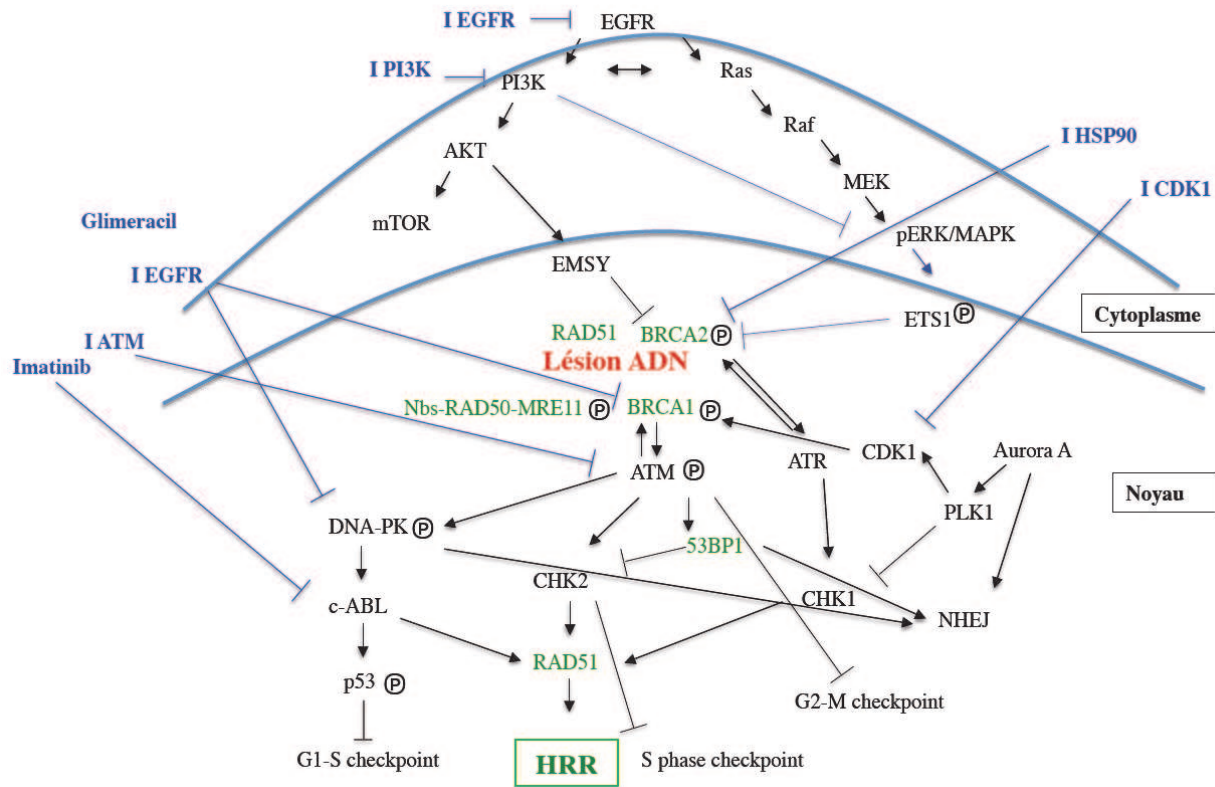 I EGFR
EGFR
I PI3K
PI3K
Ras
Raf
AKT
I HSP90
MEK
I CDK1
mTOR
Glimeracil
pERK/MAPK
EMSY
I EGFR
Cytoplasme
ETS1 P
RAD51 BRCA2 P
I ATM
Lésion ADN
Imatinib
Nbs-RAD50-MRE11 P BRCA1 P
CDK1
Aurora A
ATR
ATM P
Noyau
PLK1
DNA-PK P
53BP1
CHK2
CHK1
c-ABL
NHEJ
RAD51
p53 P
G2-M checkpoint
G1-S checkpoint
HRR
S phase checkpoint